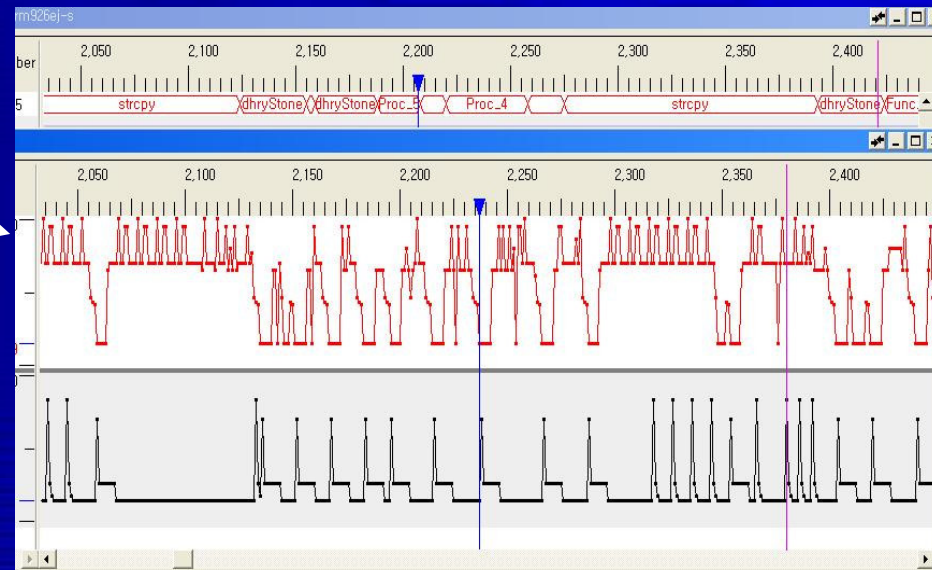 rm926ej-s
2,050 2,100 2,150 2,200 2,250 2,300 2,350 2,400
ber
5 strcpy dhryStone dhryStone Proc_5 Proc_4 strcpy dhryStone Func_
2,050 2,100 2,150 2,200 2,250 2,300 2,350 2,400